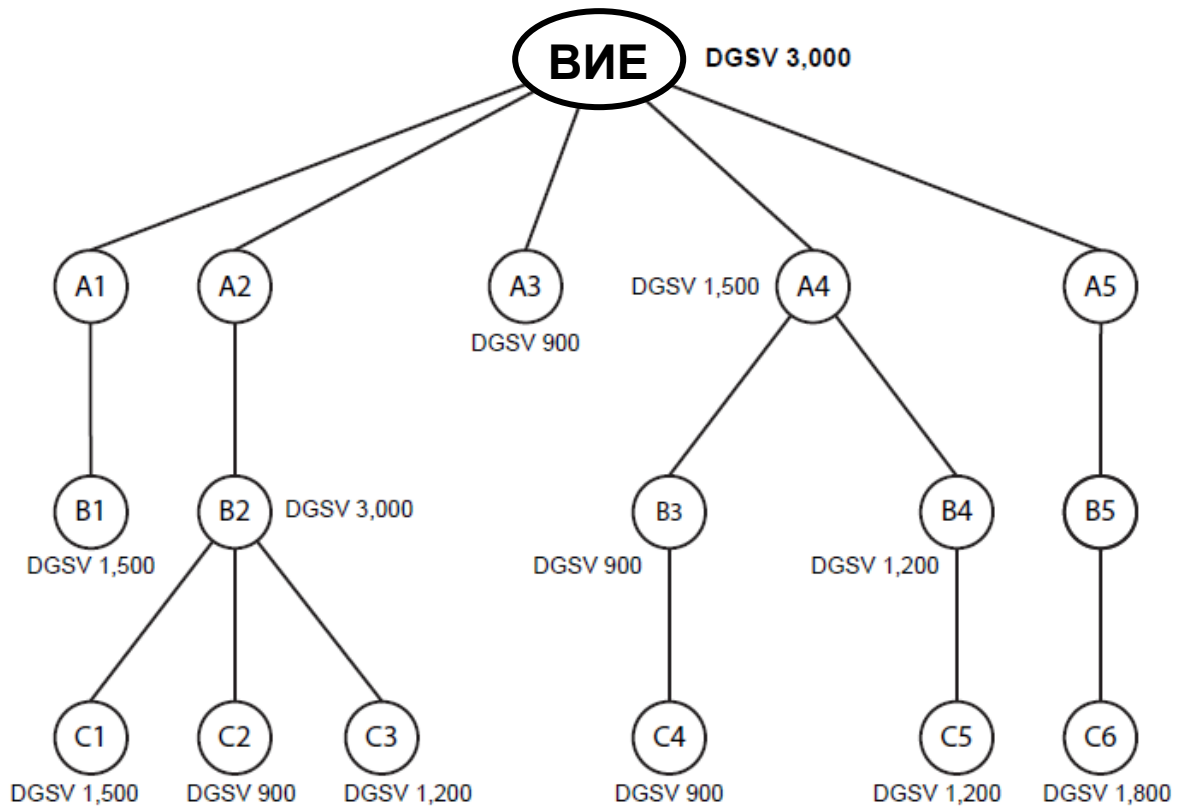 ВИЕ DGSV 3,000
A1 A2 A3 DGSV 1,500 A4 A5
DGSV 900
B1 B2 DGSV 3,000 B3 B4 B5
DGSV 1,500 DGSV 900 DGSV 1,200
C1 C2 C3 C4 C5 C6
DGSV 1,500 DGSV 900 DGSV 1,200 DGSV 900 DGSV 1,200 DGSV 1,800